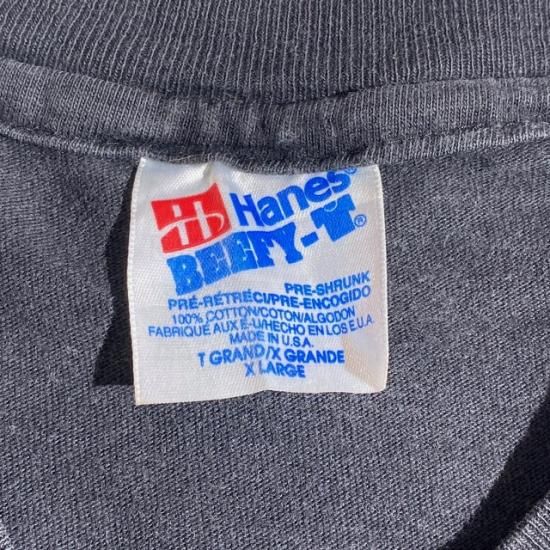 Hanes®
BEEFY-T®
PRE-SHRUNK
PRÉ-RÉTRÉCI/PRE-ENCOGIDO
100% COTTON/COTON/ALGODON
FABRIQUÉ AUX É-U/HECHO EN LOS E.U.A.
MADE IN U.S.A.
T GRAND/X GRANDE
X LARGE